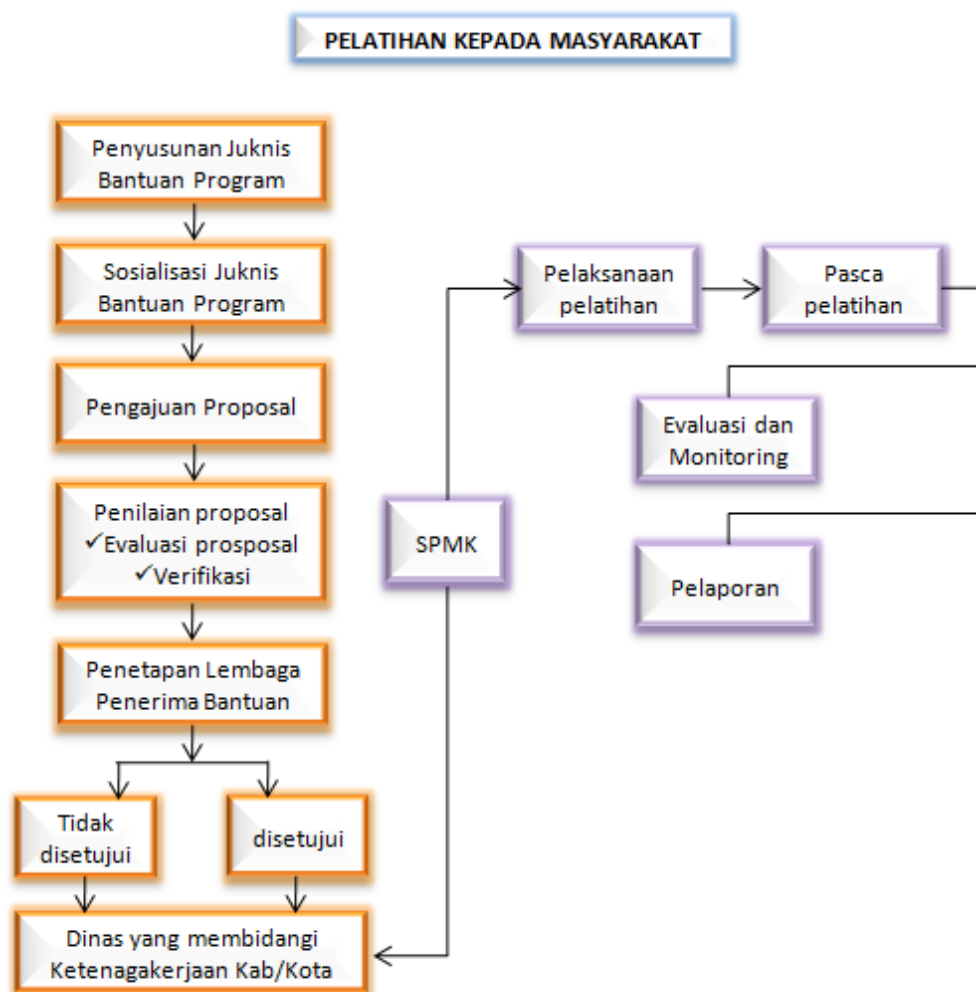 PELATIHAN KEPADA MASYARAKAT
Penyusunan Juknis
Bantuan Program
Sosialisasi Juknis
Bantuan Program
Pengajuan Proposal
Penilaian proposal
✓Evaluasi prosposal
✓Verifikasi
Penetapan Lembaga
Penerima Bantuan
Tidak
disetujui
disetujui
Dinas yang membidangi
Ketenagakerjaan Kab/Kota
SPMK
Pelaksanaan
pelatihan
Pasca
pelatihan
Evaluasi dan
Monitoring
Pelaporan